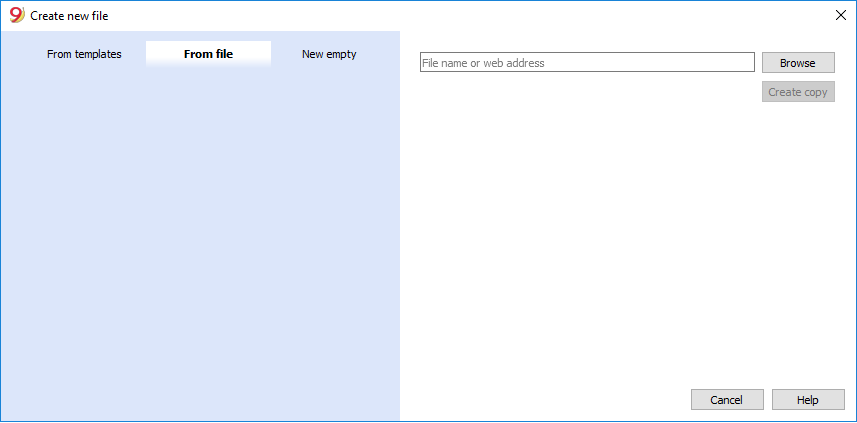 9 Create new file
From templates From file New empty
File name or web address Browse
Create copy
Cancel Help